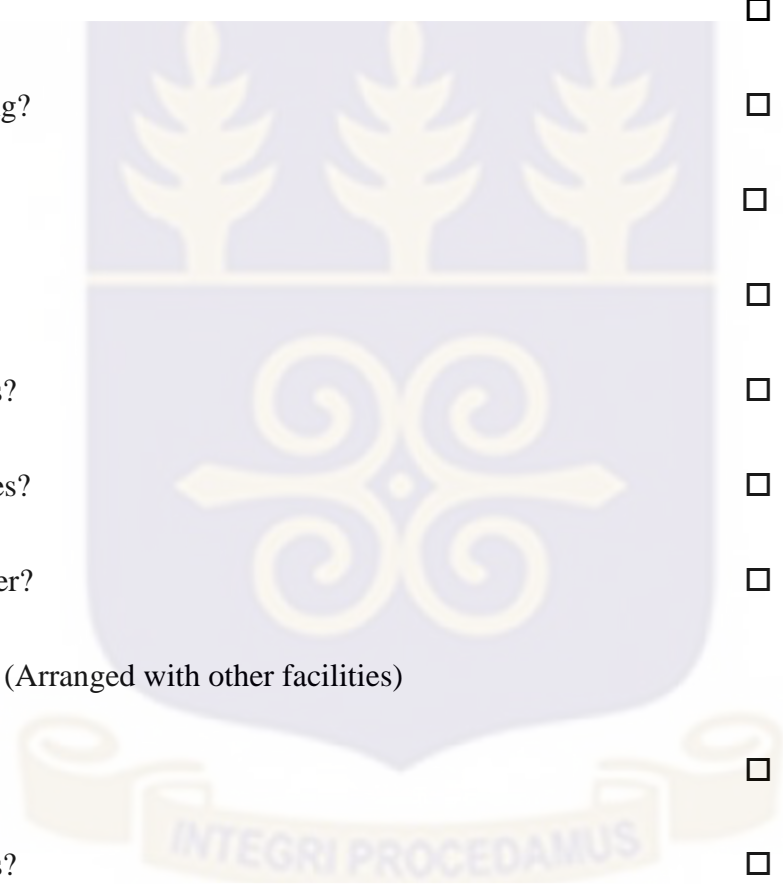 ☐
g? ☐
☐
☐
s? ☐
es? ☐
er? ☐
(Arranged with other facilities)
☐
INTEGRI PROCEDAMUS
s? ☐